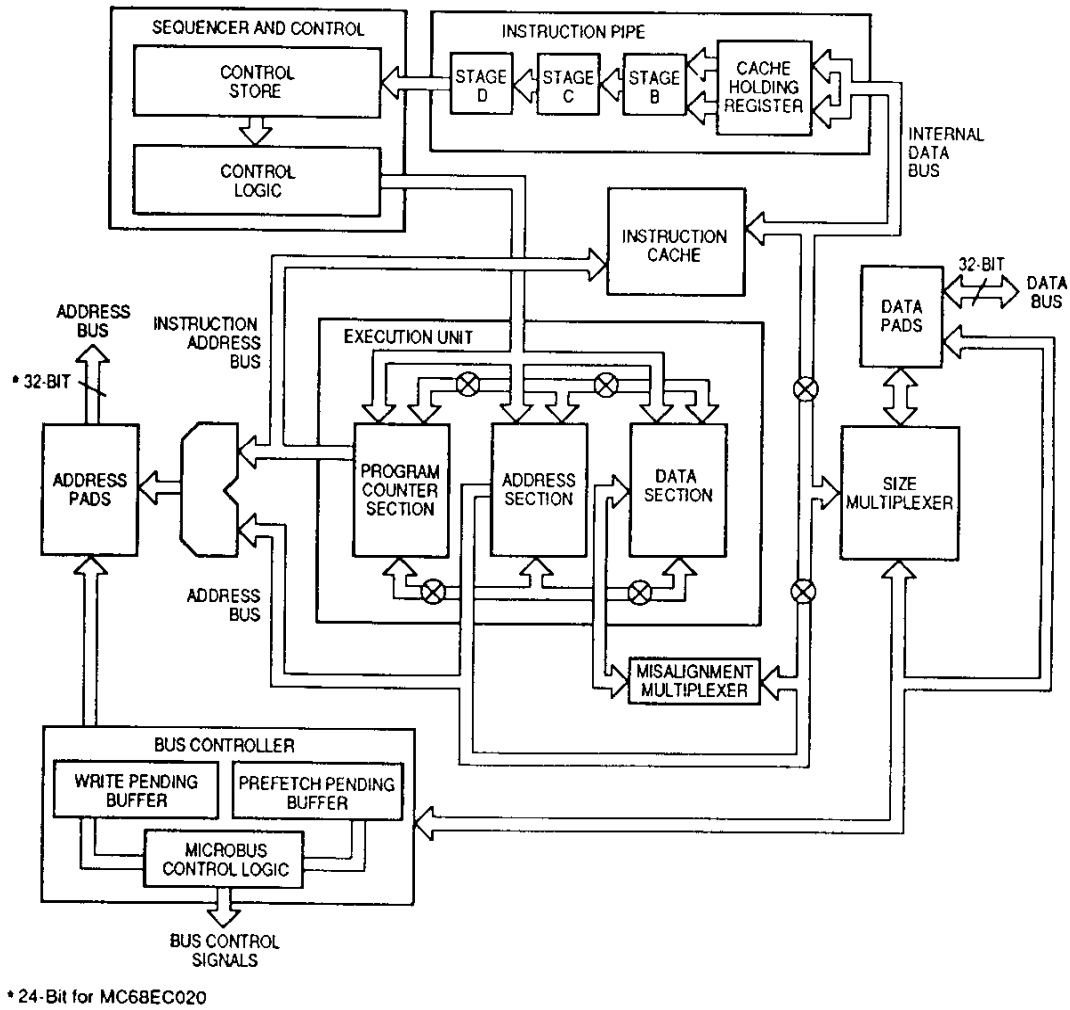 SEQUENCER AND CONTROL
CONTROL
STORE
CONTROL
LOGIC
INSTRUCTION PIPE
STAGE
D
STAGE
C
STAGE
B
CACHE
HOLDING
REGISTER
INTERNAL
DATA
BUS
INSTRUCTION
CACHE
32-BIT
DATA
BUS
DATA
PADS
ADDRESS
BUS
* 32-BIT
INSTRUCTION
ADDRESS
BUS
EXECUTION UNIT
ADDRESS
PADS
PROGRAM
COUNTER
SECTION
ADDRESS
SECTION
DATA
SECTION
SIZE
MULTIPLEXER
ADDRESS
BUS
MISALIGNMENT
MULTIPLEXER
BUS CONTROLLER
WRITE PENDING
BUFFER
PREFETCH PENDING
BUFFER
MICROBUS
CONTROL LOGIC
BUS CONTROL
SIGNALS
* 24-Bit for MC68EC020